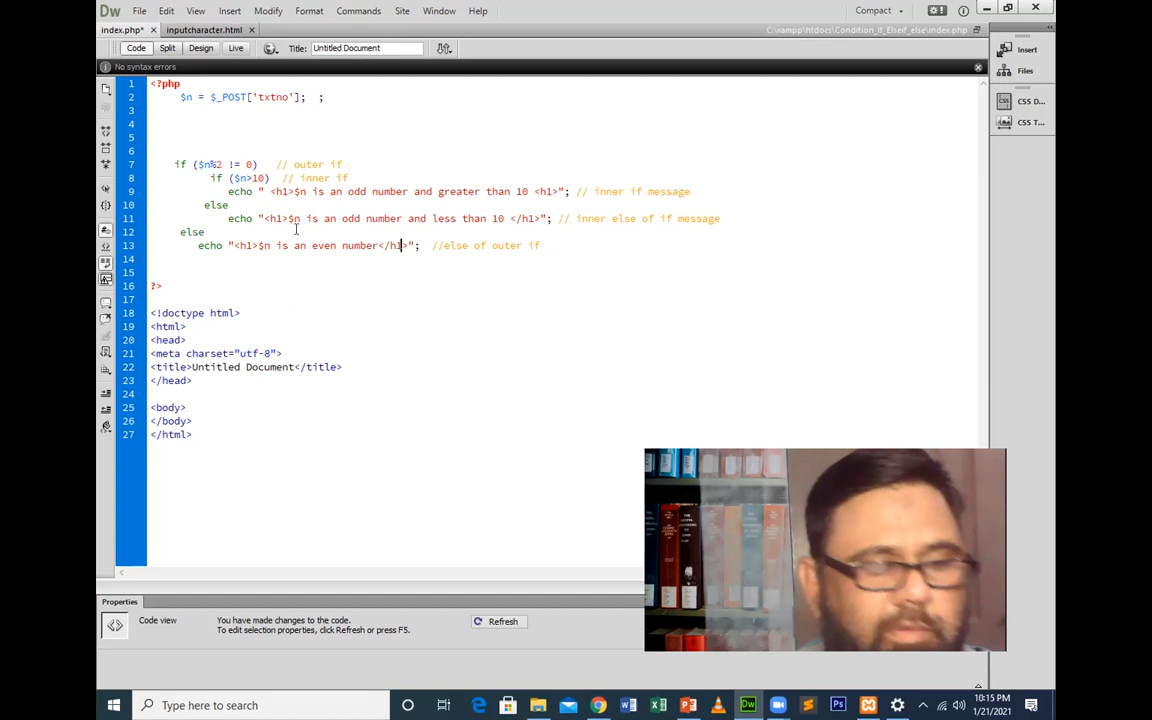 Dw File Edit View Insert Modify Format Commands Site Window Help Compact
index.php* × inputcharacter.html × C:\xampp\htdocs\Condition_If_Elseif_else\index.php
Code Split Design Live Title: Untitled Document
No syntax errors
Insert
Files
CSS D...
CSS T...
1 <?php
2 $n = $_POST['txtno']; ;
3
4
5
6
7 if ($n%2 != 0) // outer if
8 if ($n>10) // inner if
9 echo " <h1>$n is an odd number and greater than 10 <h1>"; // inner if message
10 else
11 echo "<h1>$n is an odd number and less than 10 </h1>"; // inner else of if message
12 else
13 echo "<h1>$n is an even number</h1>"; //else of outer if
14
15
16 ?>
17
18 <!doctype html>
19 <html>
20 <head>
21 <meta charset="utf-8">
22 <title>Untitled Document</title>
23 </head>
24
25 <body>
26 </body>
27 </html>
Properties
Code view You have made changes to the code. Refresh
To edit selection properties, click Refresh or press F5.
Type here to search
10:15 PM
1/21/2021